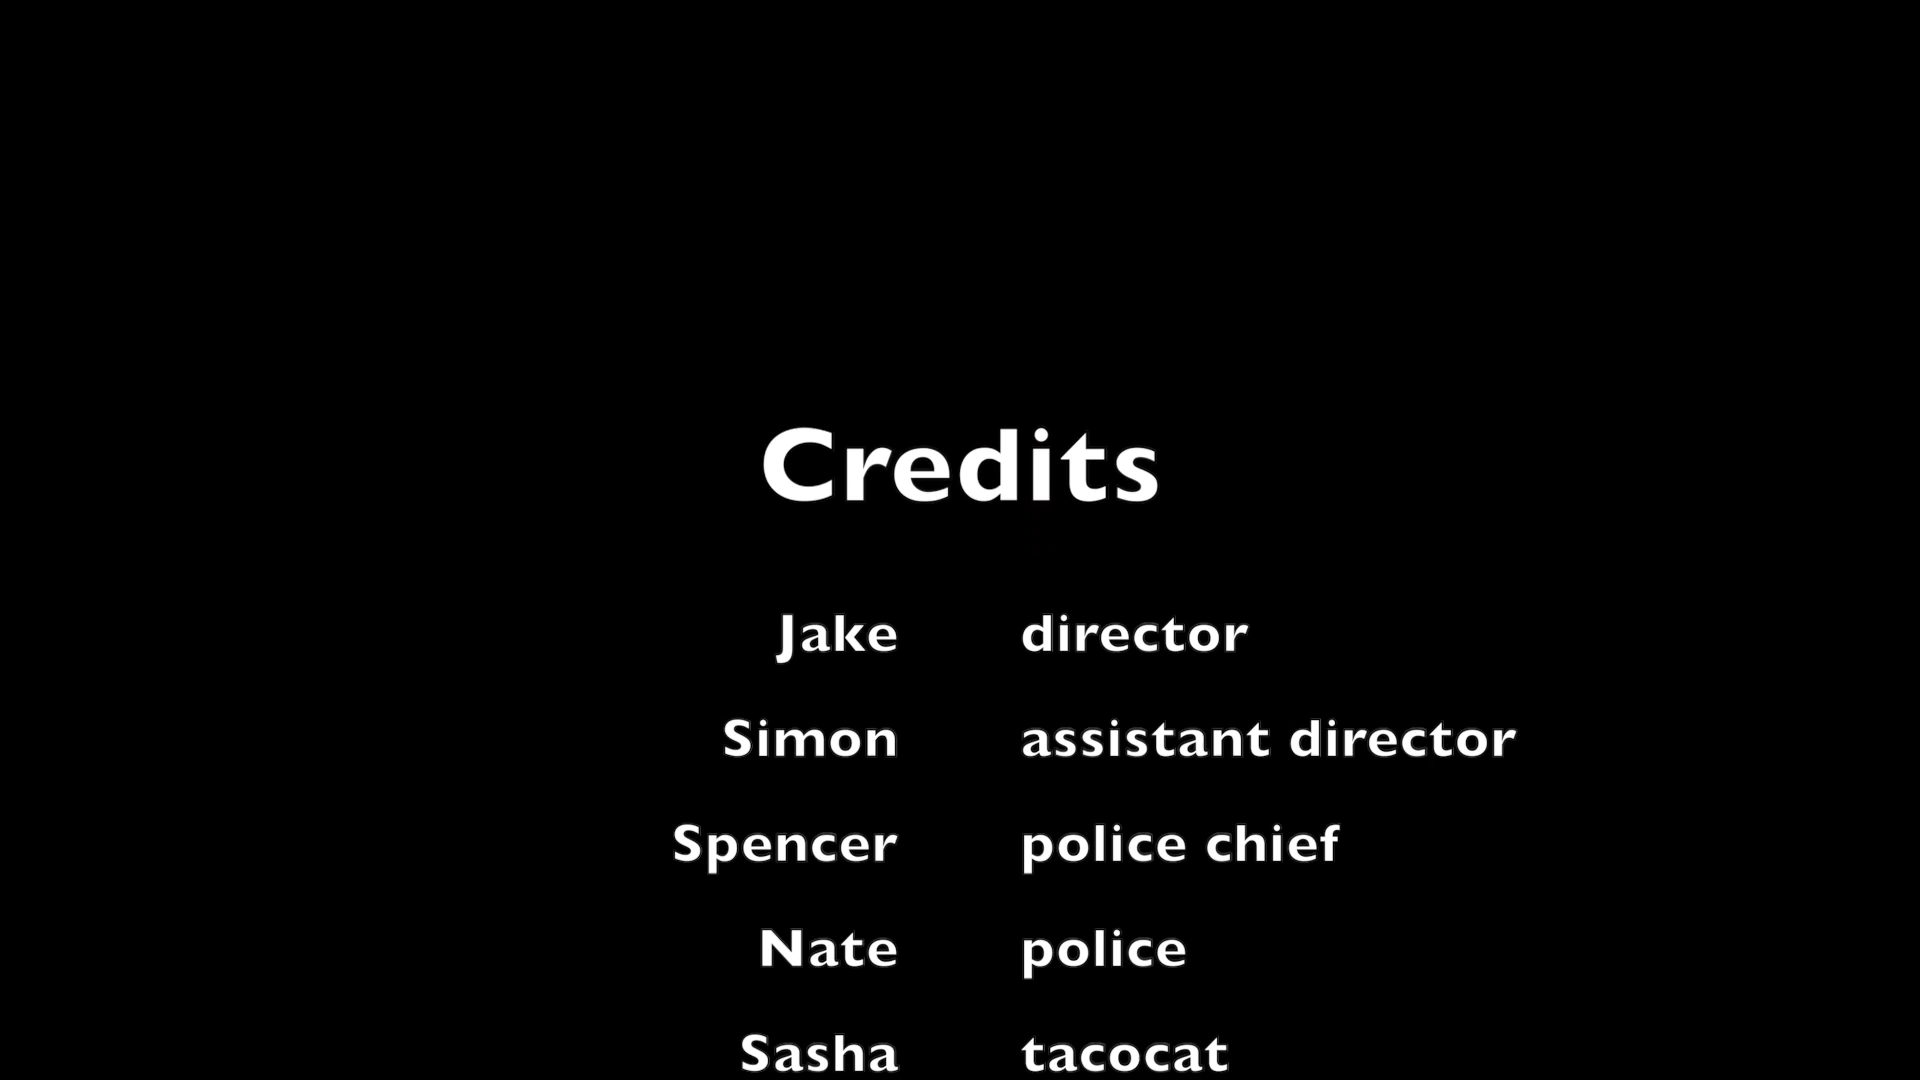 Credits
Jake director
Simon assistant director
Spencer police chief
Nate police
Sasha tacocat